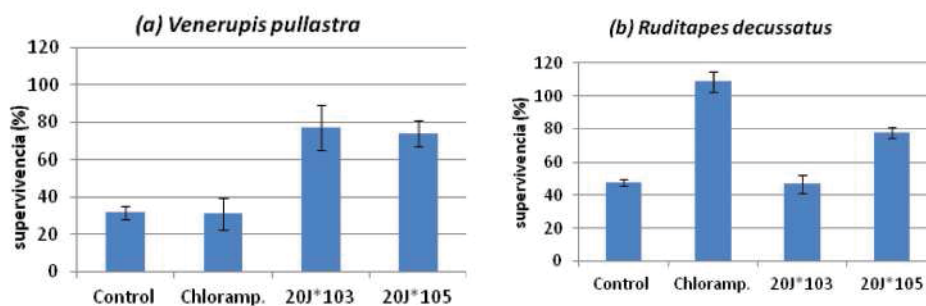 (a) Venerupis pullastra
120
100
80
60
40
20
0
supervivencia (%)
Control Chloramp. 20J*103 20J*105
(b) Ruditapes decussatus
120
100
80
60
40
20
0
supervivencia (%)
Control Chloramp. 20J*103 20J*105